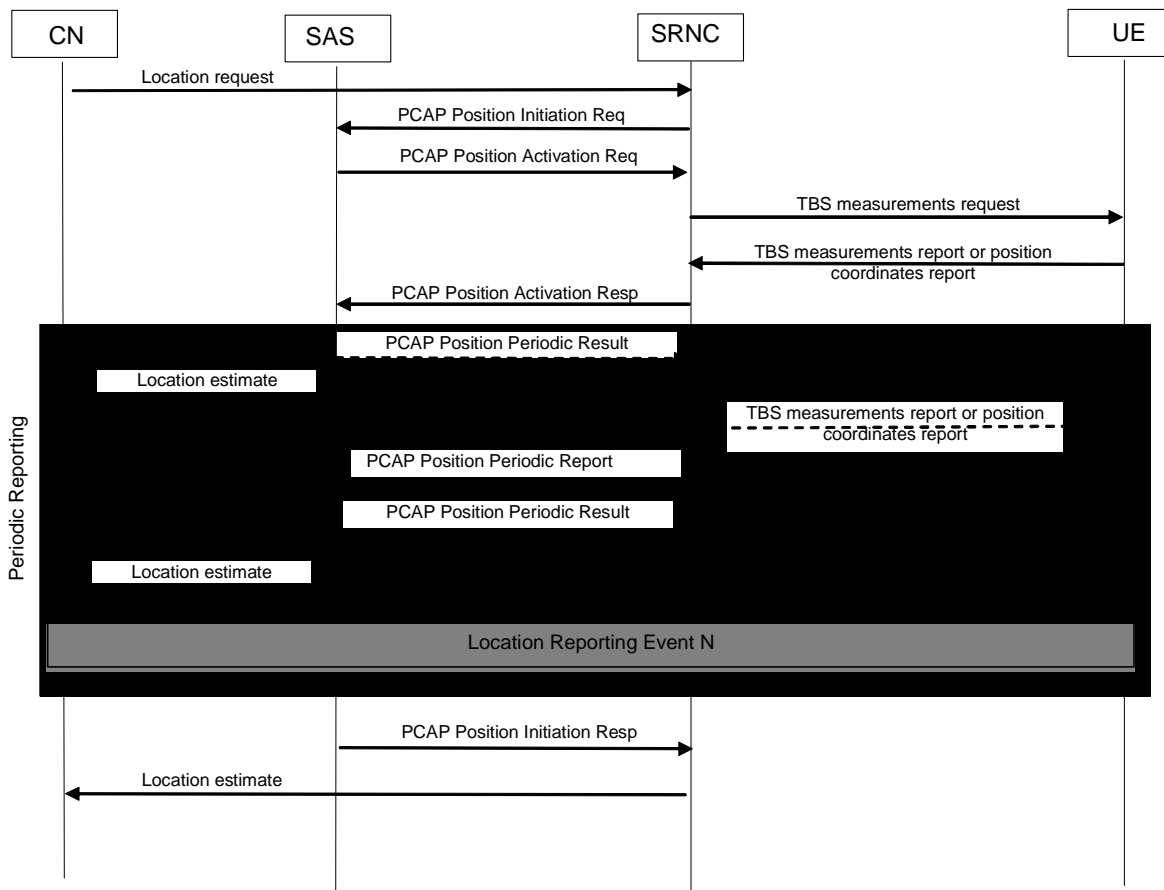 CN
SAS
SRNC
UE
Location request
PCAP Position Initiation Req
PCAP Position Activation Req
TBS measurements request
TBS measurements report or position
coordinates report
PCAP Position Activation Resp
Periodic Reporting
PCAP Position Periodic Result
Location estimate
TBS measurements report or position
coordinates report
PCAP Position Periodic Report
PCAP Position Periodic Result
Location estimate
Location Reporting Event N
PCAP Position Initiation Resp
Location estimate